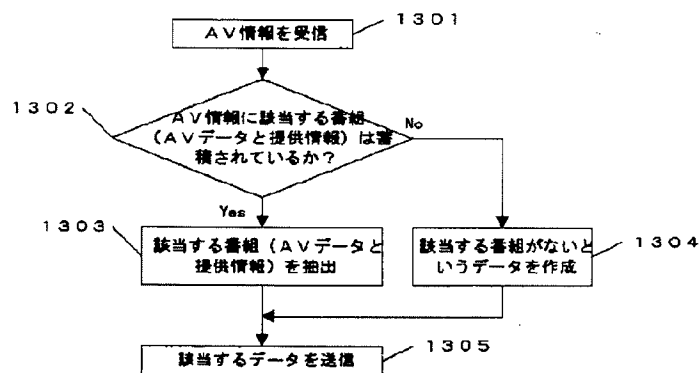 AV情報を受信
1301
1302
AV情報に該当する番組
(AVデータと提供情報)は蓄
積されているか?
No
Yes
1303
該当する番組(AVデータと
提供情報)を抽出
該当する番組がないと
いうデータを作成
1304
該当するデータを送信
1305